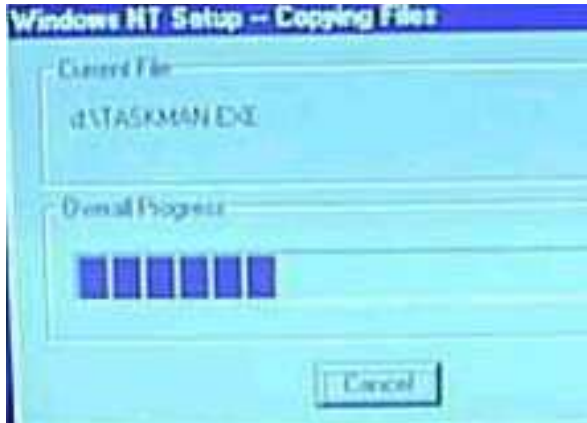 Windows NT Setup -- Copying Files
Current File
d:\TASKMAN.EXE
Overall Progress
Cancel